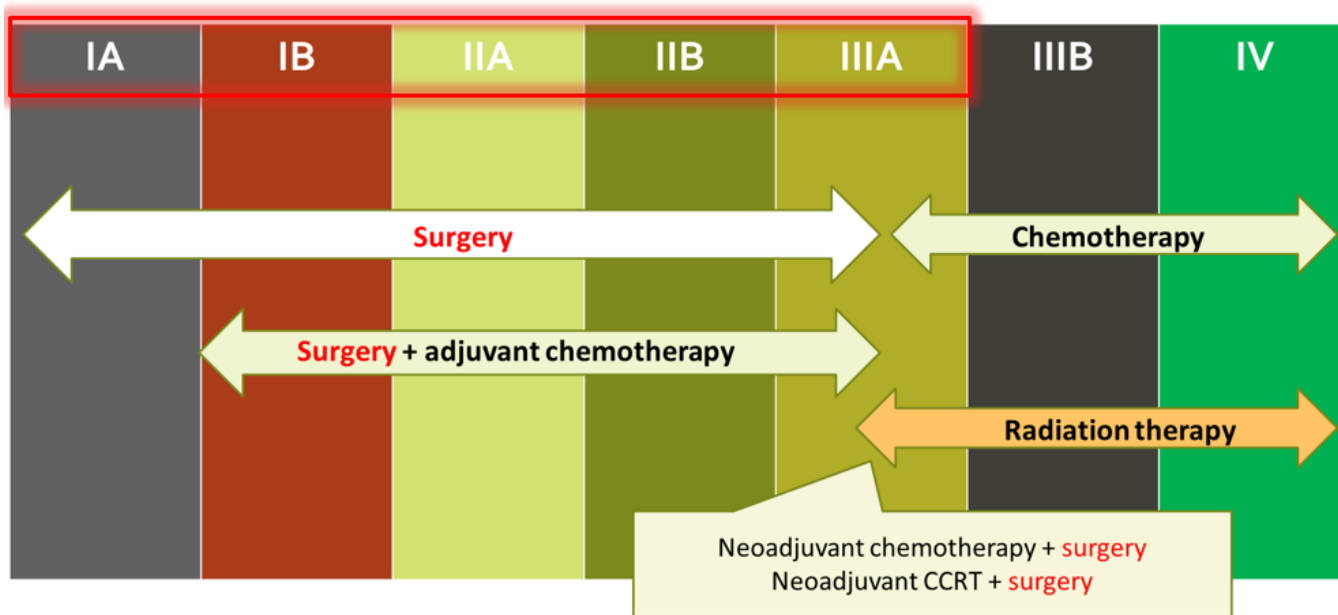 IA IB IIA IIB IIIA IIIB IV
Surgery
Chemotherapy
Surgery + adjuvant chemotherapy
Radiation therapy
Neoadjuvant chemotherapy + surgery
Neoadjuvant CCRT + surgery